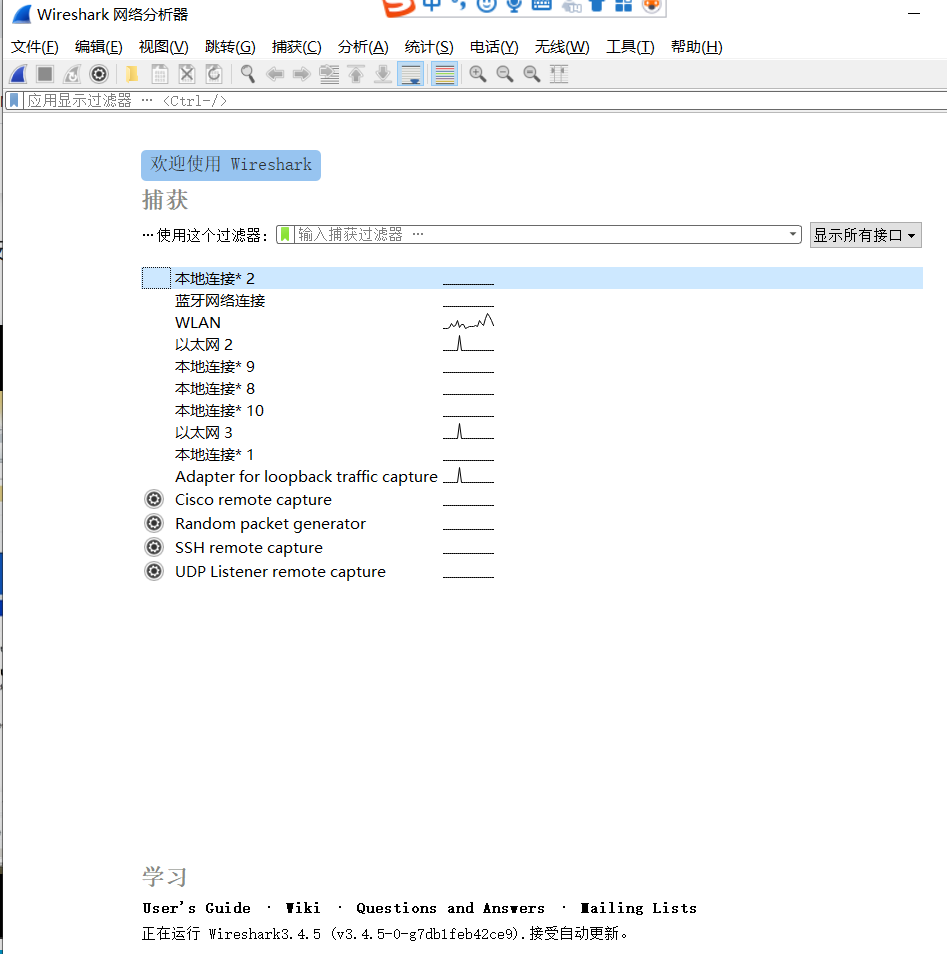 Wireshark 网络分析器
中
文件(F) 编辑(E) 视图(V) 跳转(G) 捕获(C) 分析(A) 统计(S) 电话(Y) 无线(W) 工具(T) 帮助(H)
应用显示过滤器 … <Ctrl-/>
欢迎使用 Wireshark
捕获
…使用这个过滤器: 输入捕获过滤器 … 显示所有接口
本地连接* 2
蓝牙网络连接
WLAN
以太网 2
本地连接* 9
本地连接* 8
本地连接* 10
以太网 3
本地连接* 1
Adapter for loopback traffic capture
Cisco remote capture
Random packet generator
SSH remote capture
UDP Listener remote capture
学习
User's Guide · Wiki · Questions and Answers · Mailing Lists
正在运行 Wireshark3.4.5 (v3.4.5-0-g7db1feb42ce9).接受自动更新。